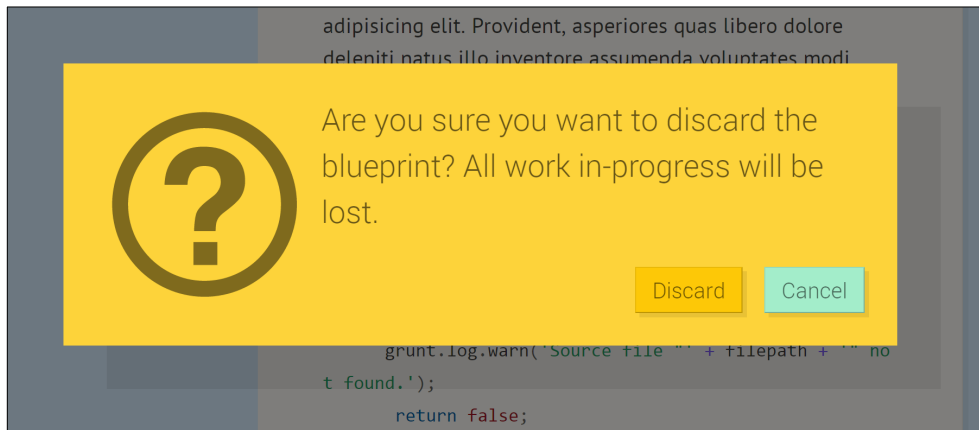 adipisicing elit. Provident, asperiores quas libero dolore
deleniti natus illo inventore assumenda voluptates modi
?
Are you sure you want to discard the
blueprint? All work in-progress will be
lost.
Discard
Cancel
grunt.log.warn('Source file "' + filepath + '" no
t found.');
return false;